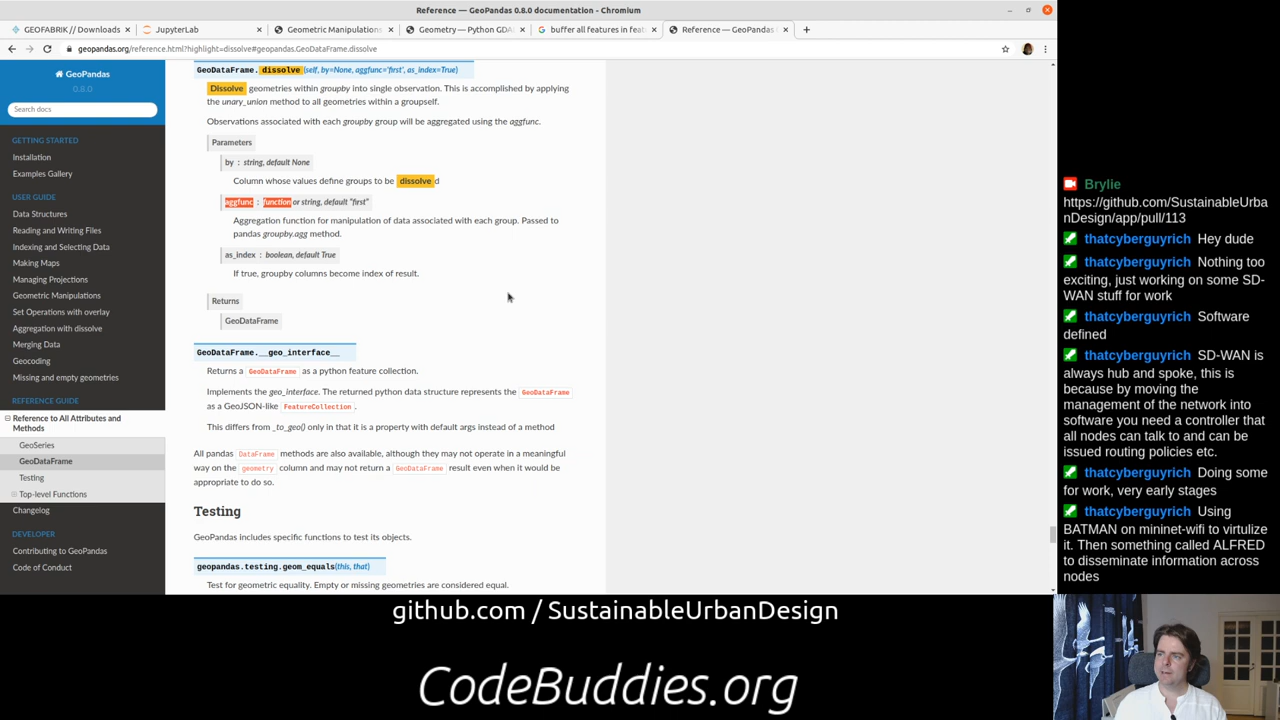 Reference — GeoPandas 0.8.0 documentation - Chromium
GEOFABRIK // Downloads
JupyterLab
Geometric Manipulations
Geometry — Python GDA
buffer all features in feat
Reference — GeoPandas
geopandas.org/reference.html?highlight=dissolve#geopandas.GeoDataFrame.dissolve
GeoPandas
0.8.0
Search docs
GETTING STARTED
Installation
Examples Gallery
USER GUIDE
Data Structures
Reading and Writing Files
Indexing and Selecting Data
Making Maps
Managing Projections
Geometric Manipulations
Set Operations with overlay
Aggregation with dissolve
Merging Data
Geocoding
Missing and empty geometries
REFERENCE GUIDE
Reference to All Attributes and
Methods
GeoSeries
GeoDataFrame
Testing
Top-level Functions
Changelog
DEVELOPER
Contributing to GeoPandas
Code of Conduct
GeoDataFrame.dissolve(self, by=None, aggfunc='first', as_index=True)
Dissolve geometries within groupby into single observation. This is accomplished by applying
the unary_union method to all geometries within a groupself.
Observations associated with each groupby group will be aggregated using the aggfunc.
Parameters
by : string, default None
Column whose values define groups to be dissolved
aggfunc : function or string, default "first"
Aggregation function for manipulation of data associated with each group. Passed to
pandas groupby.agg method.
as_index : boolean, default True
If true, groupby columns become index of result.
Returns
GeoDataFrame
GeoDataFrame.__geo_interface__
Returns a GeoDataFrame as a python feature collection.
Implements the geo_interface. The returned python data structure represents the GeoDataFrame
as a GeoJSON-like FeatureCollection.
This differs from _to_geo() only in that it is a property with default args instead of a method
All pandas DataFrame methods are also available, although they may not operate in a meaningful
way on the geometry column and may not return a GeoDataFrame result even when it would be
appropriate to do so.
Testing
GeoPandas includes specific functions to test its objects.
geopandas.testing.geom_equals(this, that)
Test for geometric equality. Empty or missing geometries are considered equal.
Brylie
https://github.com/SustainableUrba
nDesign/app/pull/113
thatcyberguyrich Hey dude
thatcyberguyrich Nothing too
exciting, just working on some SD-
WAN stuff for work
thatcyberguyrich Software
defined
thatcyberguyrich SD-WAN is
always hub and spoke, this is
because by moving the
management of the network into
software you need a controller that
all nodes can talk to and can be
issued routing policies etc.
thatcyberguyrich Doing some
for work, very early stages
thatcyberguyrich Using
BATMAN on mininet-wifi to virtulize
it. Then something called ALFRED
to disseminate information across
nodes
github.com / SustainableUrbanDesign
CodeBuddies.org